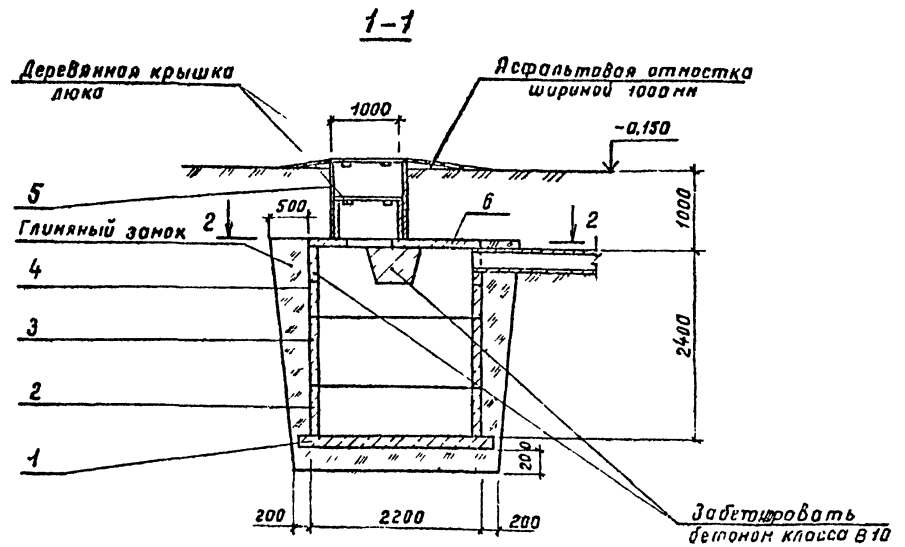 1-1
Деревянная крышка
люка
Асфальтовая отмостка
шириной 1000 мм
1000
-0,150
5
500
2
6
2
1000
Глиняный замок
4
3
2400
2
1
200
200
2200
200
Забетонировать
бетоном класса В10